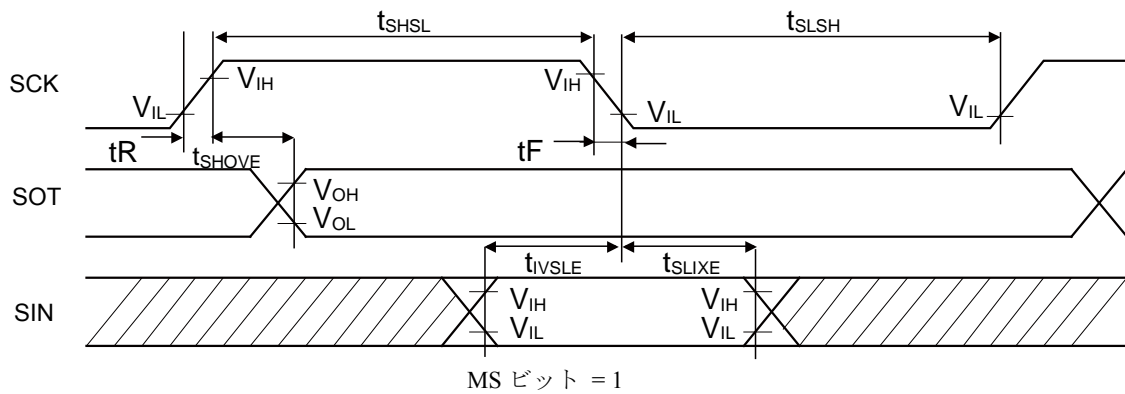 tSHSL tSLSH
SCK VIH VIH
VIL VIL VIL
tR tSHOVE tF
SOT VOH
VOL
tIVSLE tSLIXE
SIN VIH VIH
VIL VIL
MS ビット = 1